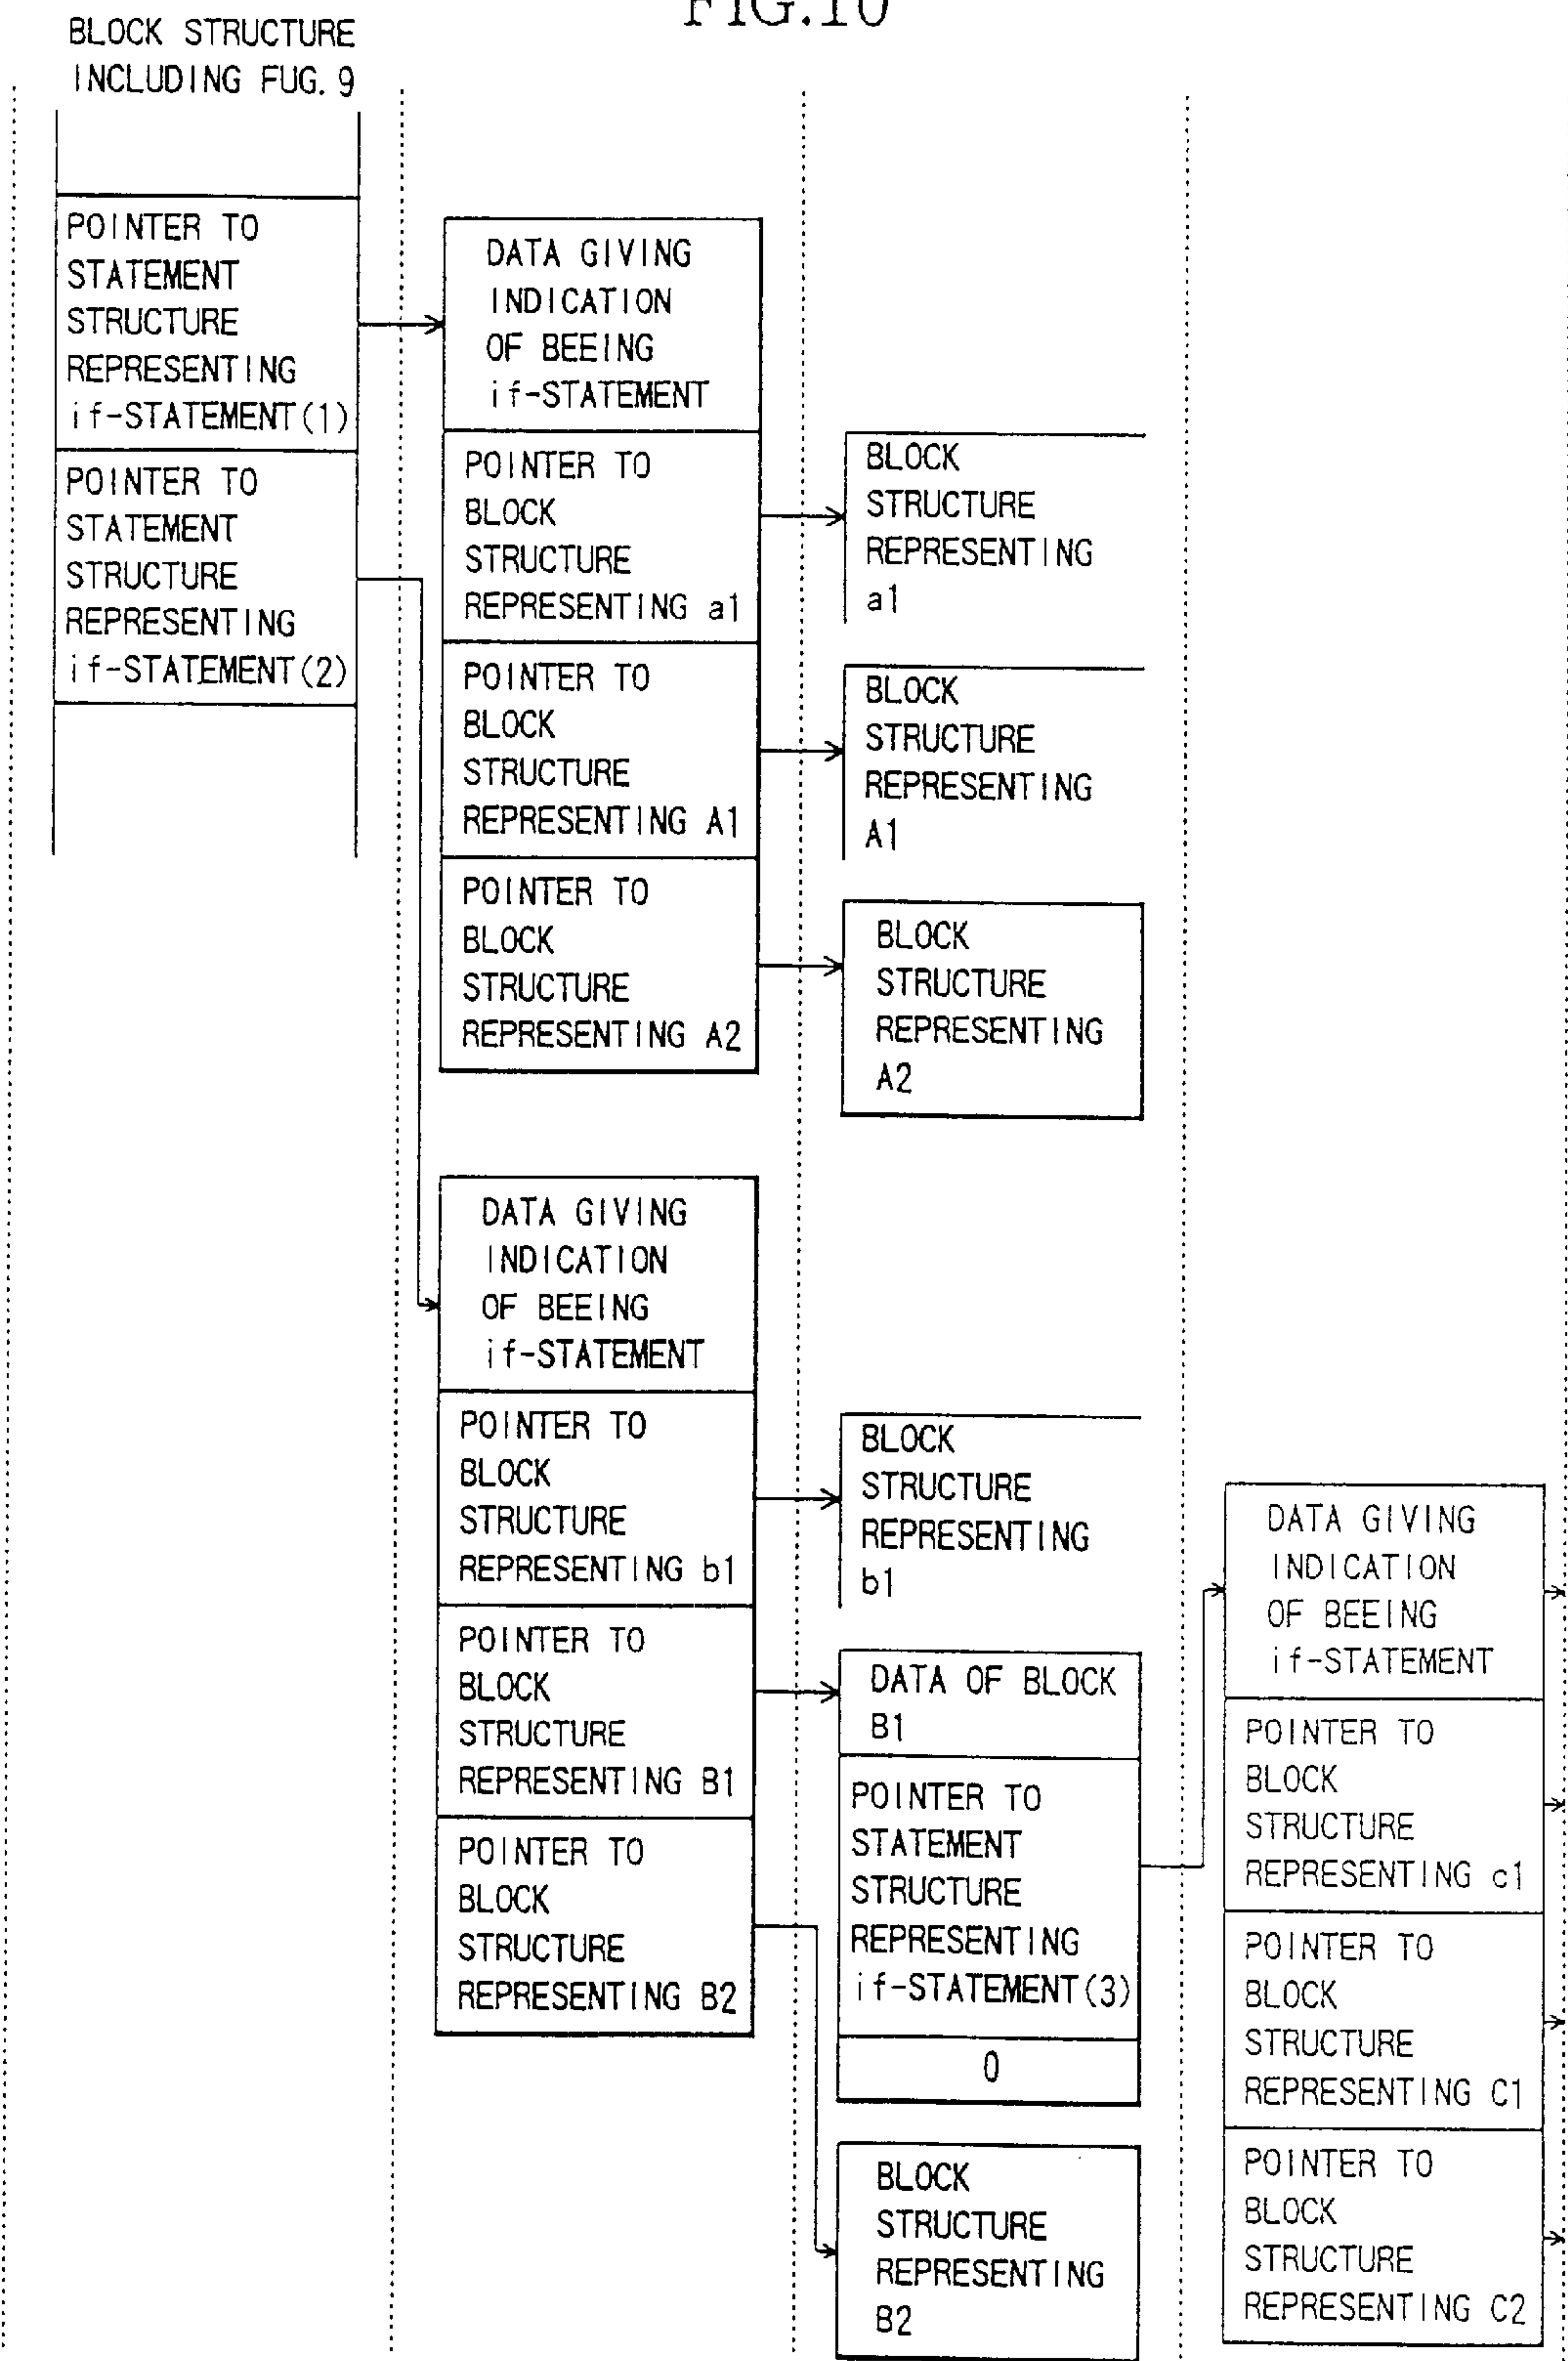 FIG.10
BLOCK STRUCTURE
INCLUDING FUG.9
POINTER TO
STATEMENT
STRUCTURE
REPRESENTING
if-STATEMENT(1)
POINTER TO
STATEMENT
STRUCTURE
REPRESENTING
if-STATEMENT(2)
DATA GIVING
INDICATION
OF BEEING
if-STATEMENT
POINTER TO
BLOCK
STRUCTURE
REPRESENTING a1
POINTER TO
BLOCK
STRUCTURE
REPRESENTING A1
POINTER TO
BLOCK
STRUCTURE
REPRESENTING A2
BLOCK
STRUCTURE
REPRESENTING
a1
BLOCK
STRUCTURE
REPRESENTING
A1
BLOCK
STRUCTURE
REPRESENTING
A2
DATA GIVING
INDICATION
OF BEEING
if-STATEMENT
POINTER TO
BLOCK
STRUCTURE
REPRESENTING b1
POINTER TO
BLOCK
STRUCTURE
REPRESENTING B1
POINTER TO
BLOCK
STRUCTURE
REPRESENTING B2
BLOCK
STRUCTURE
REPRESENTING
b1
DATA OF BLOCK
B1
POINTER TO
STATEMENT
STRUCTURE
REPRESENTING
if-STATEMENT(3)
0
BLOCK
STRUCTURE
REPRESENTING
B2
DATA GIVING
INDICATION
OF BEEING
if-STATEMENT
POINTER TO
BLOCK
STRUCTURE
REPRESENTING c1
POINTER TO
BLOCK
STRUCTURE
REPRESENTING C1
POINTER TO
BLOCK
STRUCTURE
REPRESENTING C2